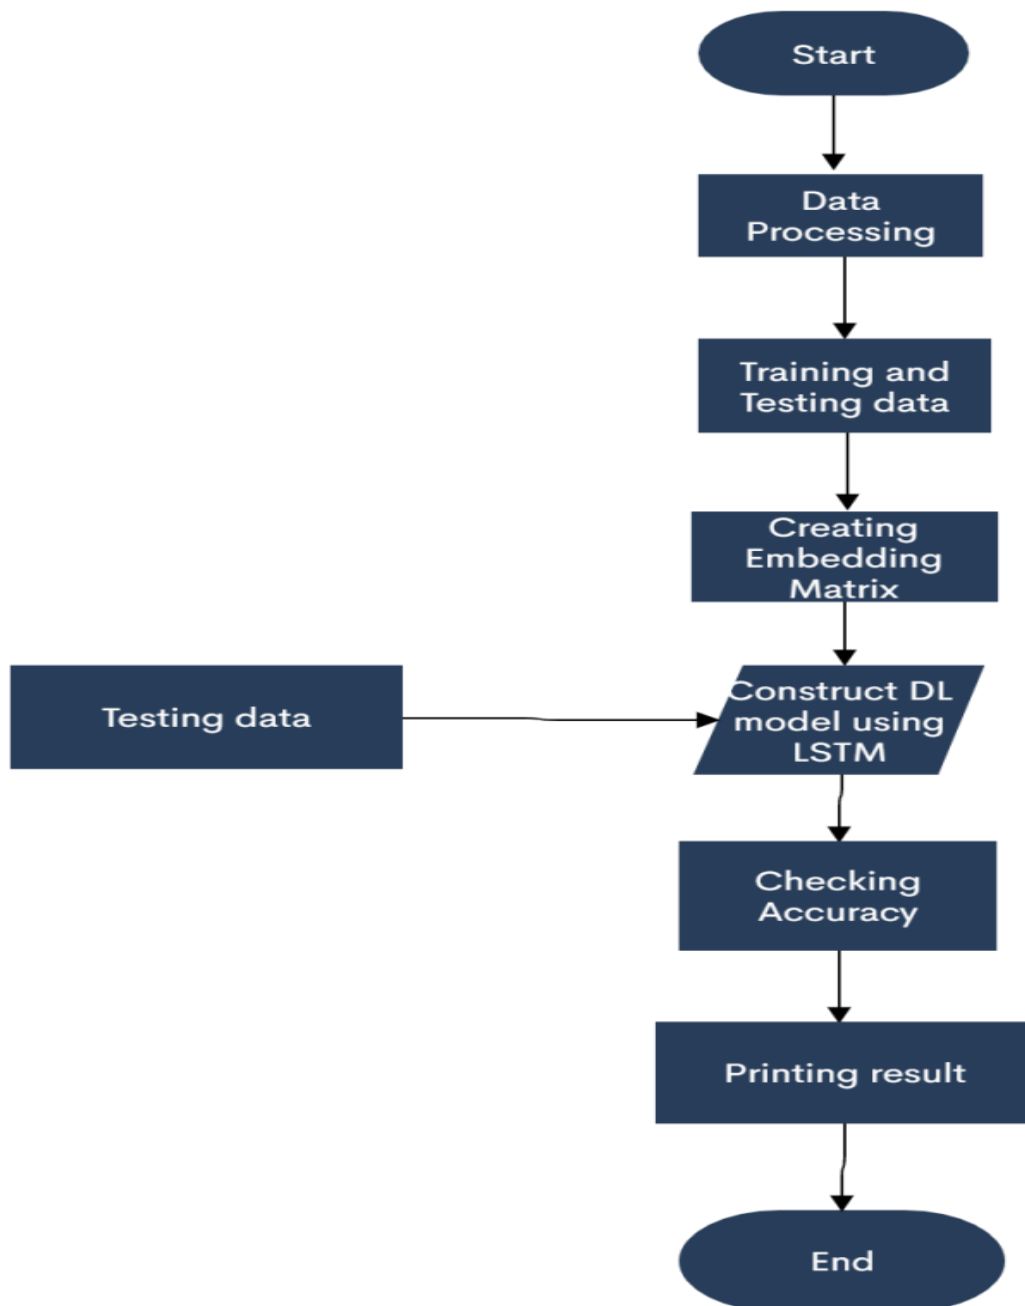 Start
Data
Processing
Training and
Testing data
Creating
Embedding
Matrix
Testing data
Construct DL
model using
LSTM
Checking
Accuracy
Printing result
End